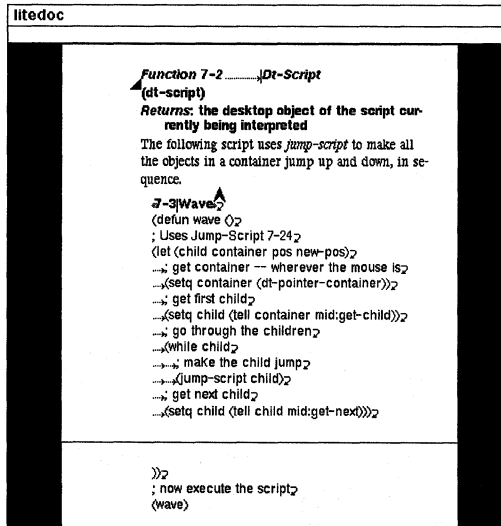 litedoc
Function 7-2 ............|Dt-Script
(dt-script)
Returns: the desktop object of the script cur-
rently being interpreted
The following script uses jump-script to make all
the objects in a container jump up and down, in se-
quence.
7-3|Wave
(defun wave ()
; Uses Jump-Script 7-24
(let (child container pos new-pos)
; get container -- wherever the mouse is
(setq container (dt-pointer-container))
; get first child
(setq child (tell container mid:get-child))
; go through the children
(while child
; make the child jump
(jump-script child)
; get next child
(setq child (tell child mid:get-next)))
))
; now execute the script
(wave)